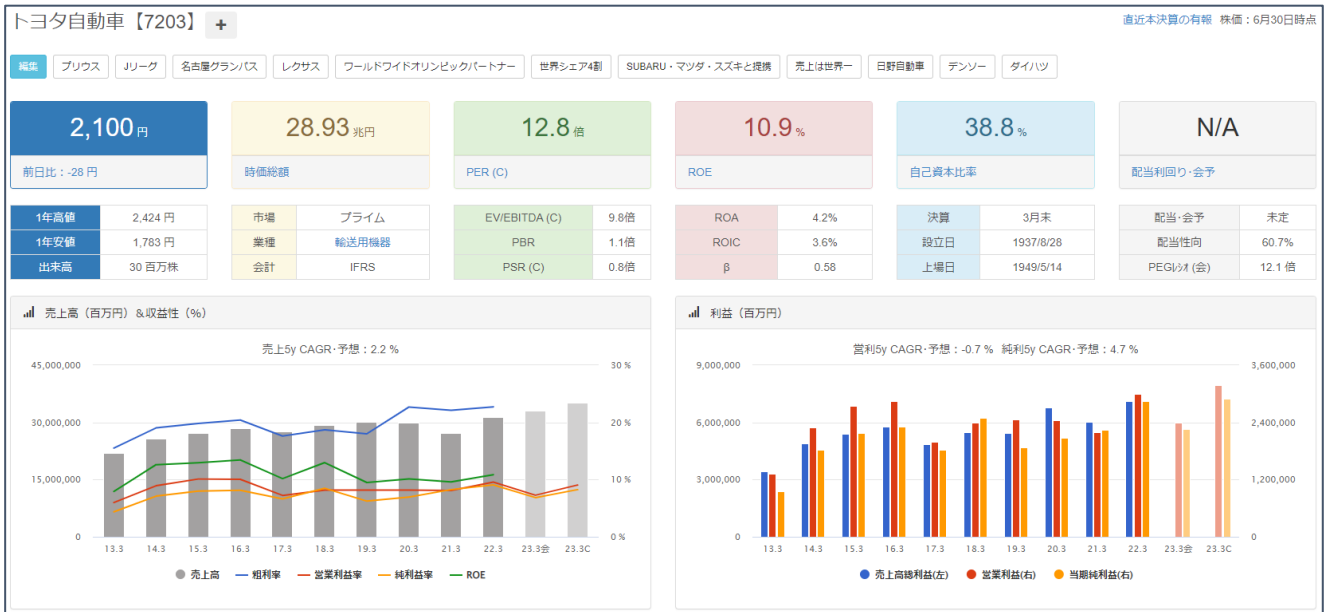 トヨタ自動車【7203】 +
直近本決算の有報 株価：6月30日時点
編集 プリウス Jリーグ 名古屋グランパス レクサス ワールドワイドオリンピックパートナー 世界シェア4割 SUBARU・マツダ・スズキと提携 売上は世界一 日野自動車 デンソー ダイハツ
2,100 円 28.93 兆円 12.8 倍 10.9 % 38.8 % N/A
前日比：-28 円 時価総額 PER (C) ROE 自己資本比率 配当利回り·会予
1年高値 2,424 円 市場 プライム EV/EBITDA (C) 9.8倍 ROA 4.2% 決算 3月末 配当·会予 未定
1年安値 1,783 円 業種 輸送用機器 PBR 1.1倍 ROIC 3.6% 設立日 1937/8/28 配当性向 60.7%
出来高 30 百万株 会計 IFRS PSR (C) 0.8倍 β 0.58 上場日 1949/5/14 PEGﾚｼｵ (会) 12.1 倍
売上高（百万円）＆収益性（%）
売上5y CAGR·予想：2.2 %
45,000,000 30 %
30,000,000 20 %
15,000,000 10 %
0 0 %
13.3 14.3 15.3 16.3 17.3 18.3 19.3 20.3 21.3 22.3 23.3会 23.3C
売上高 粗利率 営業利益率 純利益率 ROE
利益（百万円）
営利5y CAGR·予想：-0.7 % 純利5y CAGR·予想：4.7 %
9,000,000 3,600,000
6,000,000 2,400,000
3,000,000 1,200,000
0 0
13.3 14.3 15.3 16.3 17.3 18.3 19.3 20.3 21.3 22.3 23.3会 23.3C
売上高総利益(左) 営業利益(右) 当期純利益(右)